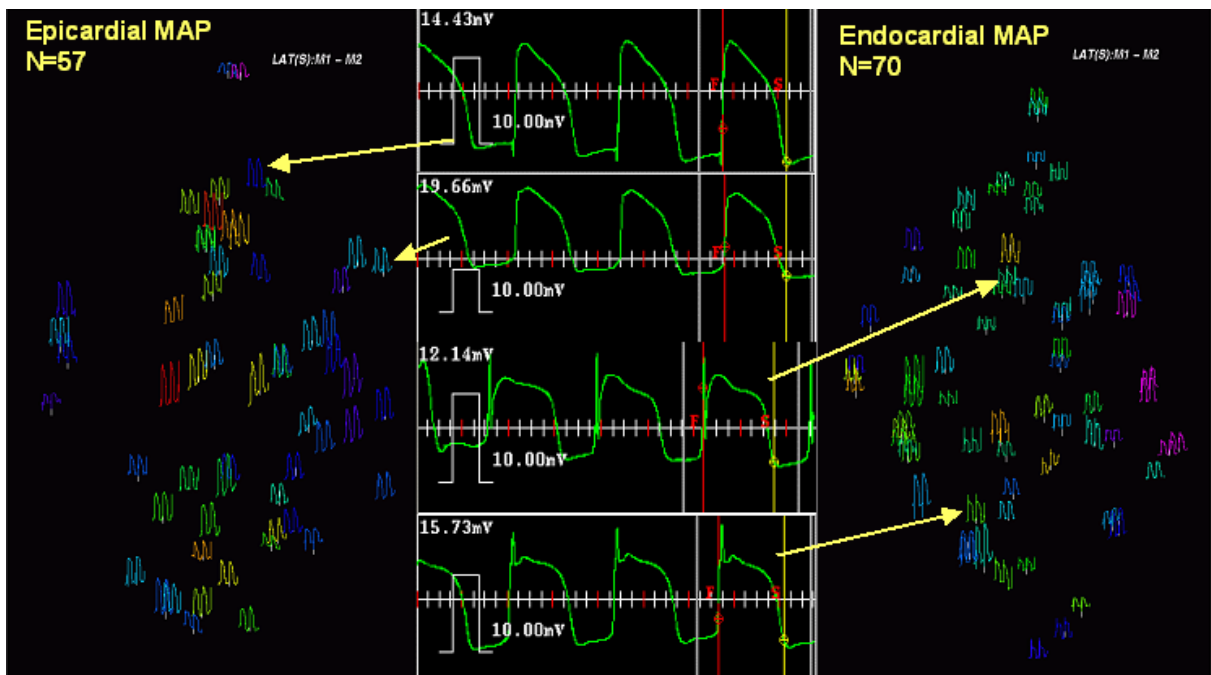 Epicardial MAP
N=57
LAT(S):M1 – M2
14.43mV
F
S
10.00mV
19.66mV
F
S
10.00mV
12.14mV
F
S
10.00mV
15.73mV
F
S
10.00mV
Endocardial MAP
N=70
LAT(S):M1 – M2